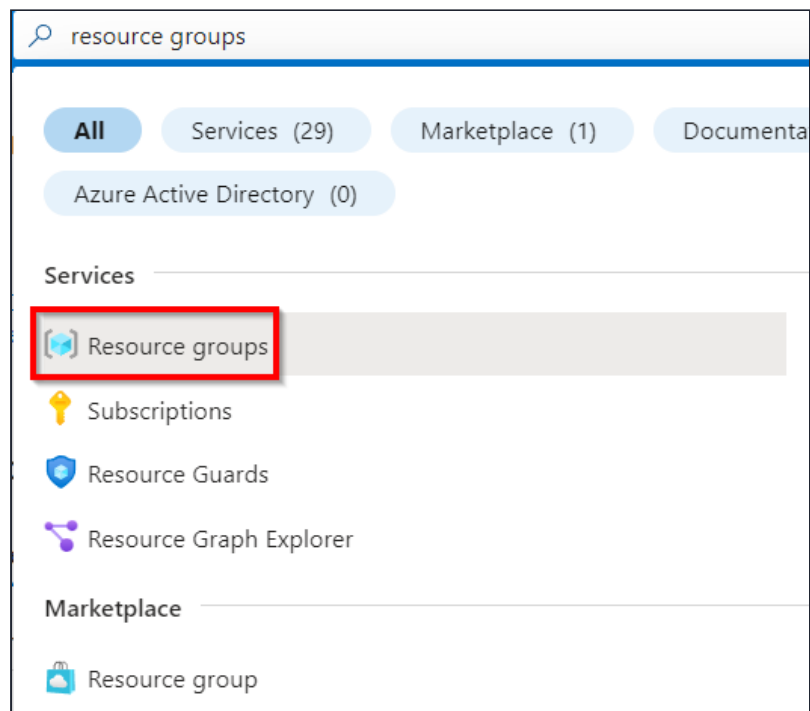 resource groups
All Services (29) Marketplace (1) Documenta
Azure Active Directory (0)
Services
Resource groups
Subscriptions
Resource Guards
Resource Graph Explorer
Marketplace
Resource group